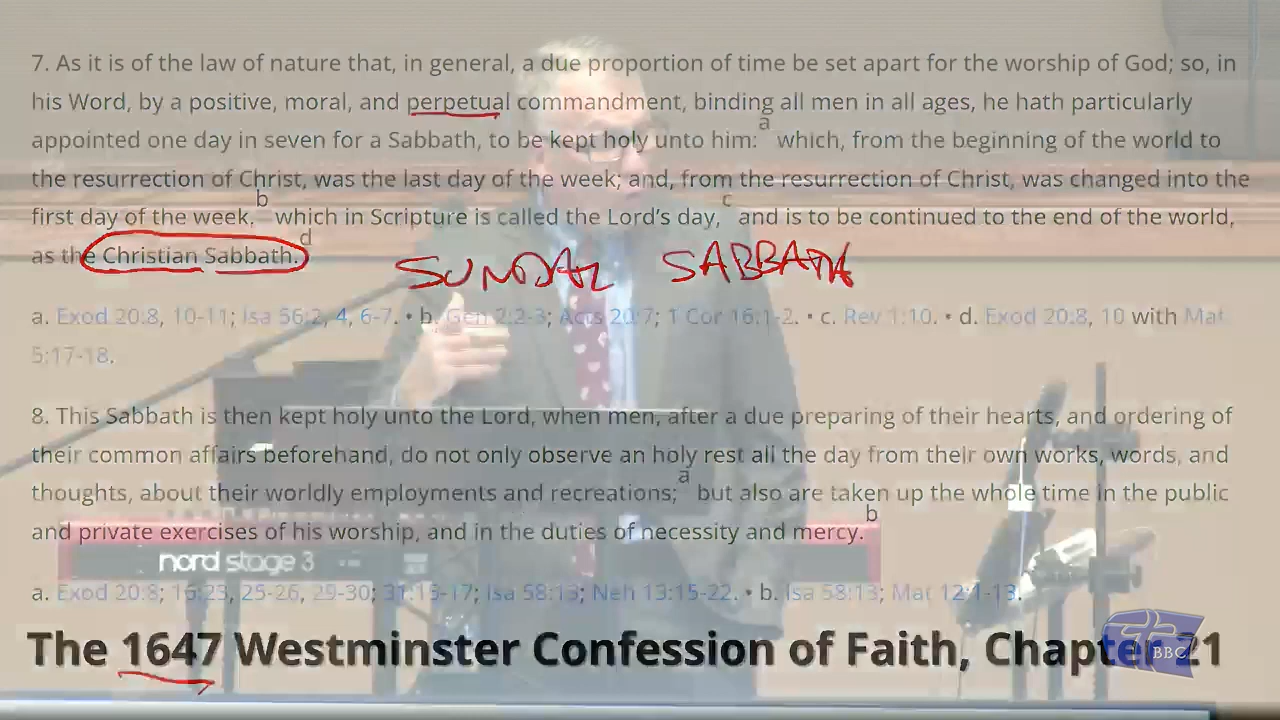 7. As it is of the law of nature that, in general, a due proportion of time be set apart for the worship of God; so, in
his Word, by a positive, moral, and perpetual commandment, binding all men in all ages, he hath particularly
appointed one day in seven for a Sabbath, to be kept holy unto him:a which, from the beginning of the world to
the resurrection of Christ, was the last day of the week; and, from the resurrection of Christ, was changed into the
first day of the week,b which in Scripture is called the Lord's day,c and is to be continued to the end of the world,
as the Christian Sabbath.d
SUNDAY SABBATH
a. Exod 20:8, 10-11; Isa 56:2, 4, 6-7. • b. Gen 2:2-3; Acts 20:7; 1 Cor 16:1-2. • c. Rev 1:10. • d. Exod 20:8, 10 with Mat.
5:17-18.
8. This Sabbath is then kept holy unto the Lord, when men, after a due preparing of their hearts, and ordering of
their common affairs beforehand, do not only observe an holy rest all the day from their own works, words, and
thoughts, about their worldly employments and recreations;a but also are taken up the whole time in the public
and private exercises of his worship, and in the duties of necessity and mercy.b
nord stage 3
a. Exod 20:8; 16:23, 25-26, 29-30; 31:15-17; Isa 58:13; Neh 13:15-22. • b. Isa 58:13; Mat 12:1-13.
The 1647 Westminster Confession of Faith, Chapter 21
BBC